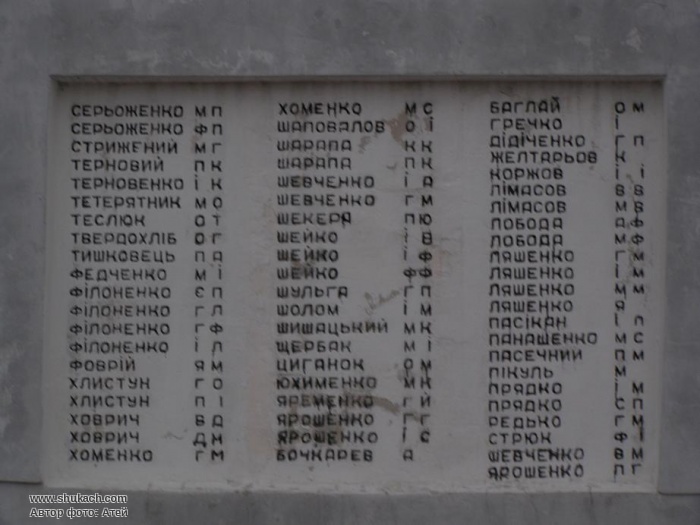 СЕРЬОЖЕНКО М П
СЕРЬОЖЕНКО Ф П
СТРИЖЕНИЙ М Г
ТЕРНОВИЙ П К
ТЕРНОВЕНКО І К
ТЕТЕРЯТНИК М О
ТЕСЛЮК О Т
ТВЕРДОХЛІБ О Г
ТИШКОВЕЦЬ П Д
ФЕДЧЕНКО М І
ФІЛОНЕНКО Є П
ФІЛОНЕНКО Г Л
ФІЛОНЕНКО Г Ф
ФІЛОНЕНКО І Л
ФОВРІЙ Я М
ХЛИСТУН Г О
ХЛИСТУН П І
ХОВРИЧ В Д
ХОВРИЧ Д Н
ХОМЕНКО Г М
ХОМЕНКО М С
ШАПОВАЛОВ О І
ШАРАПА К К
ШАРАПА П К
ШЕВЧЕНКО І Д
ШЕВЧЕНКО Г М
ШЕКЕРА П Ю
ШЕЙКО І В
ШЕЙКО І Ф
ШЕЙКО Ф Ф
ШУЛЬГА Г П
ШОЛОМ І М
ШИШАЦЬКИЙ М К
ЩЕРБАК М І
ЦИГАНОК О М
ЮХИМЕНКО М К
ЯРЕМЕНКО Г Й
ЯРОШЕНКО Г Г
ЯРОШЕНКО І С
БОЧКАРЕВ А
БАГЛАЙ О М
ГРЕЧКО І
ДІДІЧЕНКО Г П
ЖЕЛТАРЬОВ К
КОРЖОВ І І
ЛІМАСОВ В В
ЛІМАСОВ М В
ЛОБОДА Д Ф
ЛОБОДА М Ф
ЛЯШЕНКО Г М
ЛЯШЕНКО І М
ЛЯШЕНКО М М
ЛЯШЕНКО Я
ПАСІКАН І Л
ПАНАЩЕНКО М С
ПАСЕЧНИЙ П М
ПІКУЛЬ М
ПРЯДКО І М
ПРЯДКО С П
РЕДЬКО Г М
СТРЮК Ф І
ШЕВЧЕНКО В М
ЯРОШЕНКО П Г
www.shukach.com
Автор фото: Атей